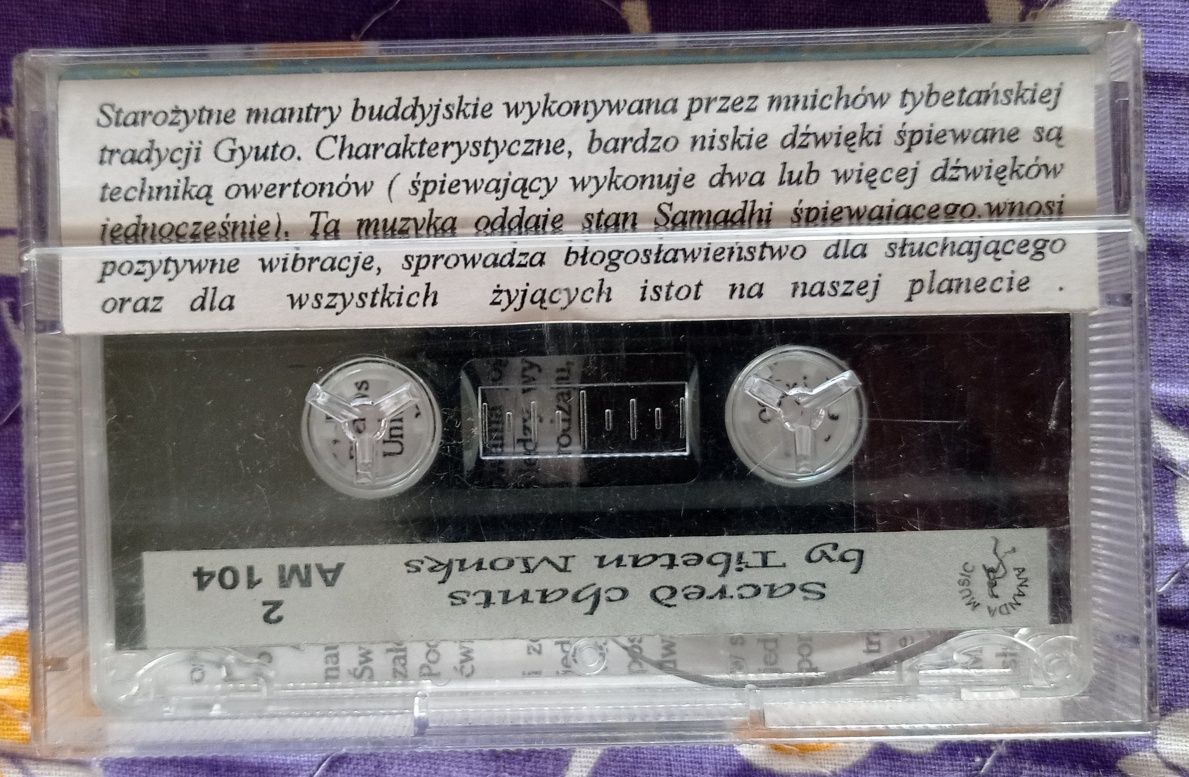 Starożytne mantry buddyjskie wykonywana przez mnichów tybetańskiej
tradycji Gyuto. Charakterystyczne, bardzo niskie dźwięki śpiewane są
techniką owertonów ( śpiewający wykonuje dwa lub więcej dźwięków
jednocześnie). Ta muzyka oddaje stan Samadhi śpiewającego,wnosi
pozytywne wibracje, sprowadza błogosławieństwo dla słuchającego
oraz dla wszystkich żyjących istot na naszej planecie .
Sacred chants
by Tibetan Monks
2
AM 104
ANANDA MUSIC